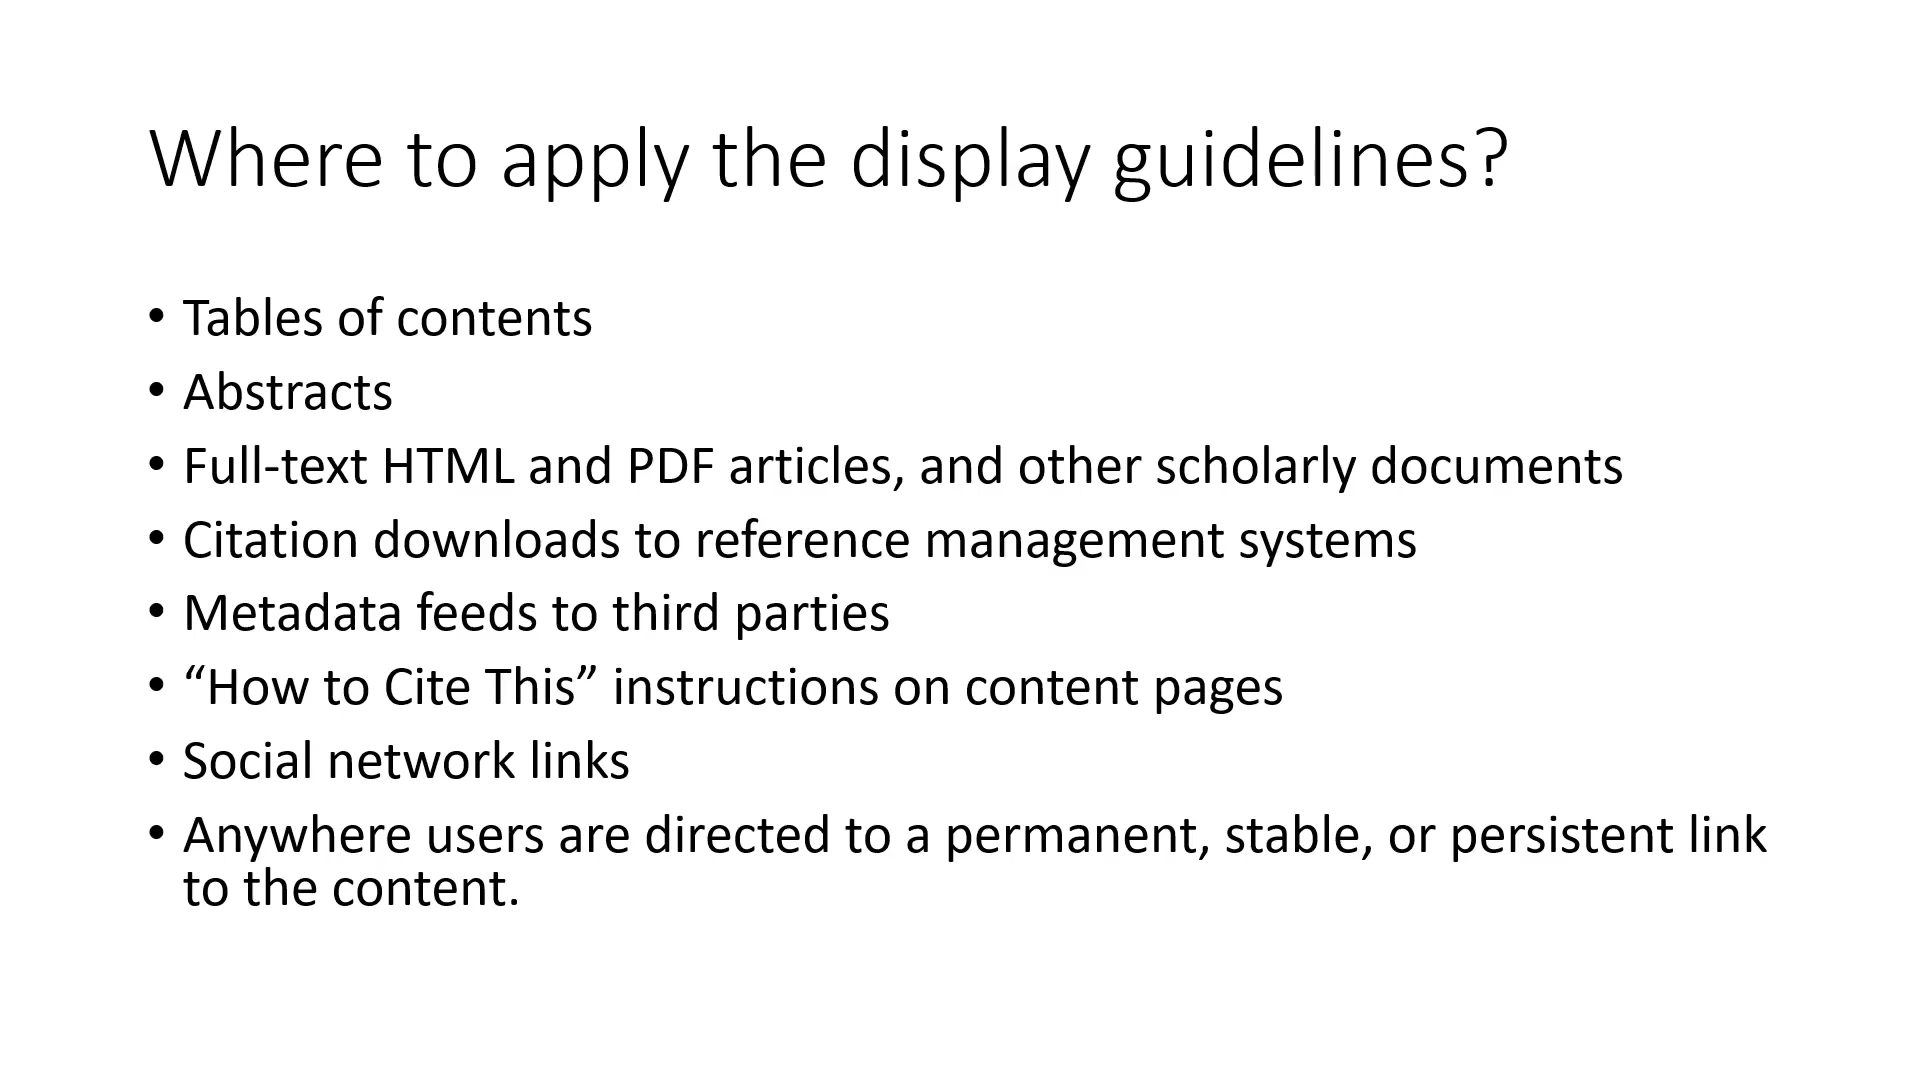 Where to apply the display guidelines?
• Tables of contents
• Abstracts
• Full-text HTML and PDF articles, and other scholarly documents
• Citation downloads to reference management systems
• Metadata feeds to third parties
• “How to Cite This” instructions on content pages
• Social network links
• Anywhere users are directed to a permanent, stable, or persistent link
to the content.